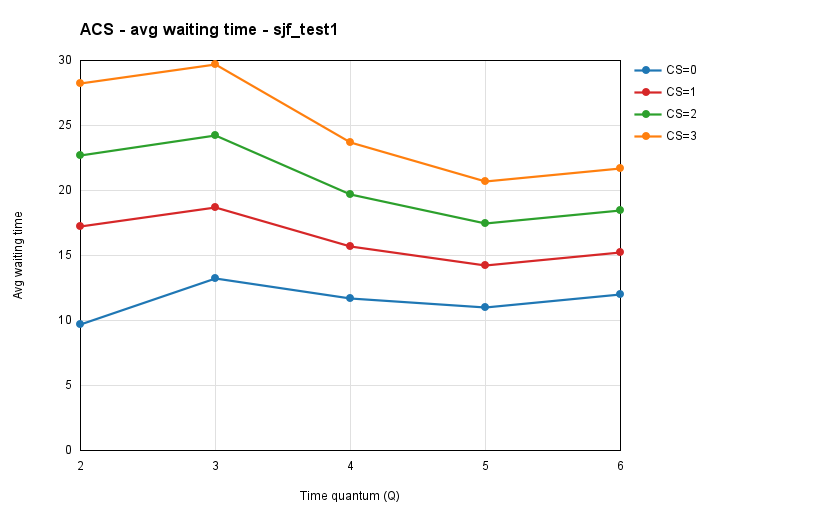 ACS - avg waiting time - sjf_test1
30
25
20
15
10
5
0
Avg waiting time
2 3 4 5 6
Time quantum (Q)
CS=0
CS=1
CS=2
CS=3